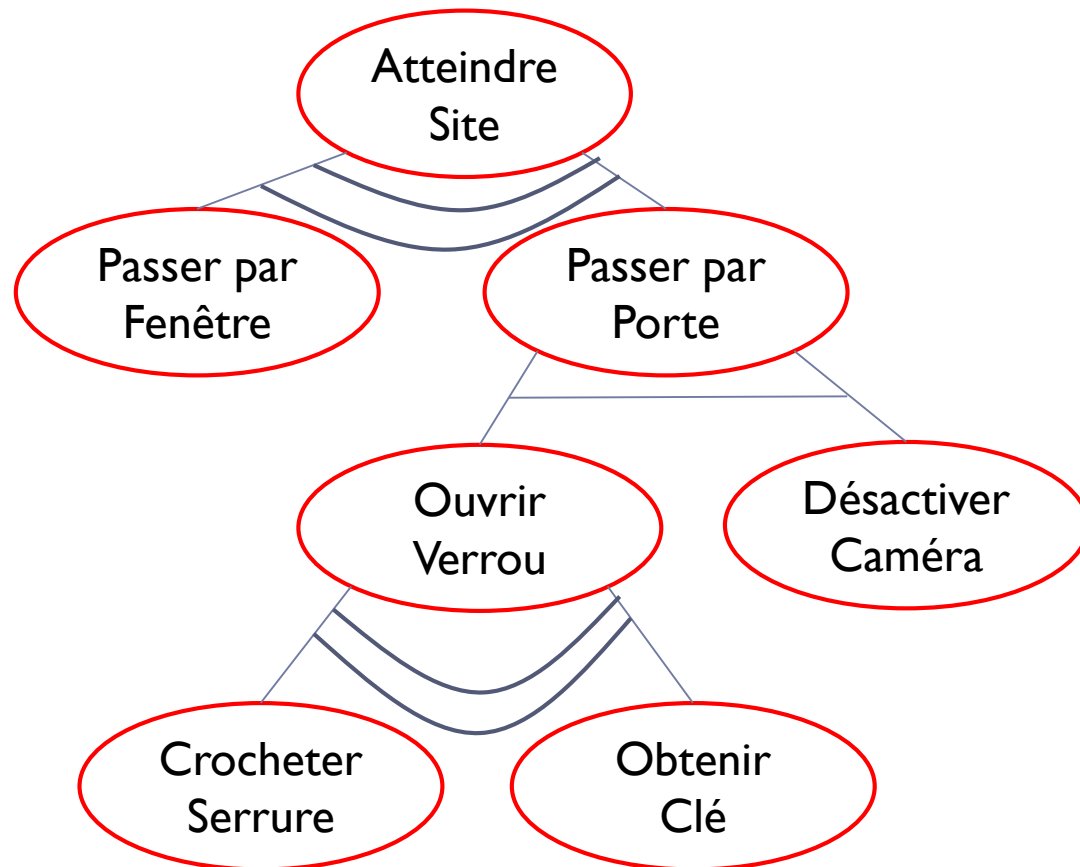 Atteindre
Site
Passer par
Fenêtre
Passer par
Porte
Ouvrir
Verrou
Désactiver
Caméra
Crocheter
Serrure
Obtenir
Clé